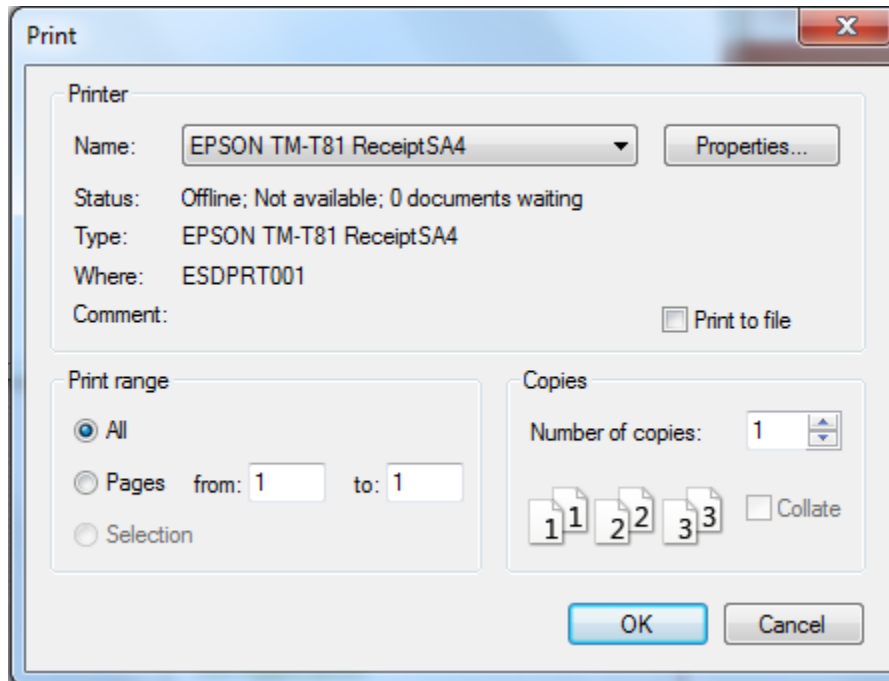 Print
Printer
Name: EPSON TM-T81 ReceiptSA4 Properties...
Status: Offline; Not available; 0 documents waiting
Type: EPSON TM-T81 ReceiptSA4
Where: ESDPRT001
Comment: Print to file
Print range
All
Pages from: 1 to: 1
Selection
Copies
Number of copies: 1
1 1 2 2 3 3 Collate
OK Cancel